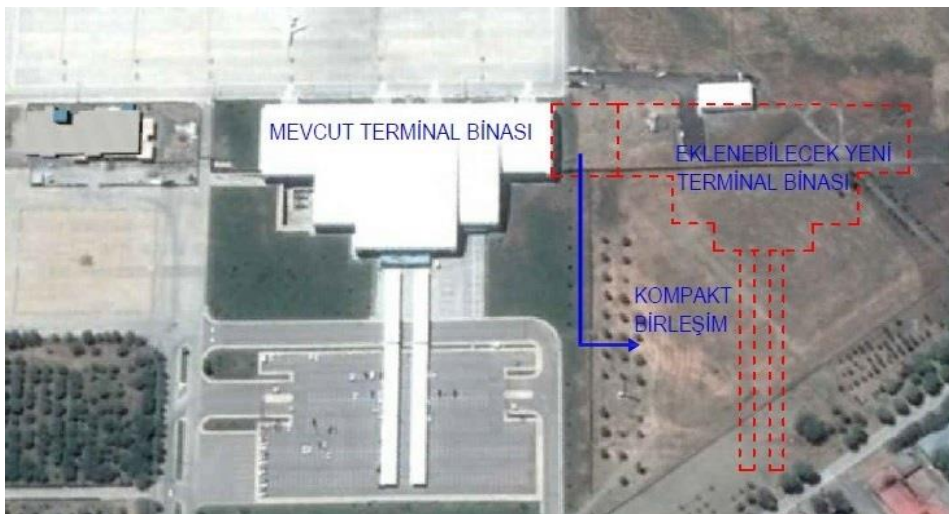 MEVCUT TERMİNAL BİNASI
EKLENEBİLECEK YENİ
TERMİNAL BİNASI
KOMPAKT
BİRLEŞİM